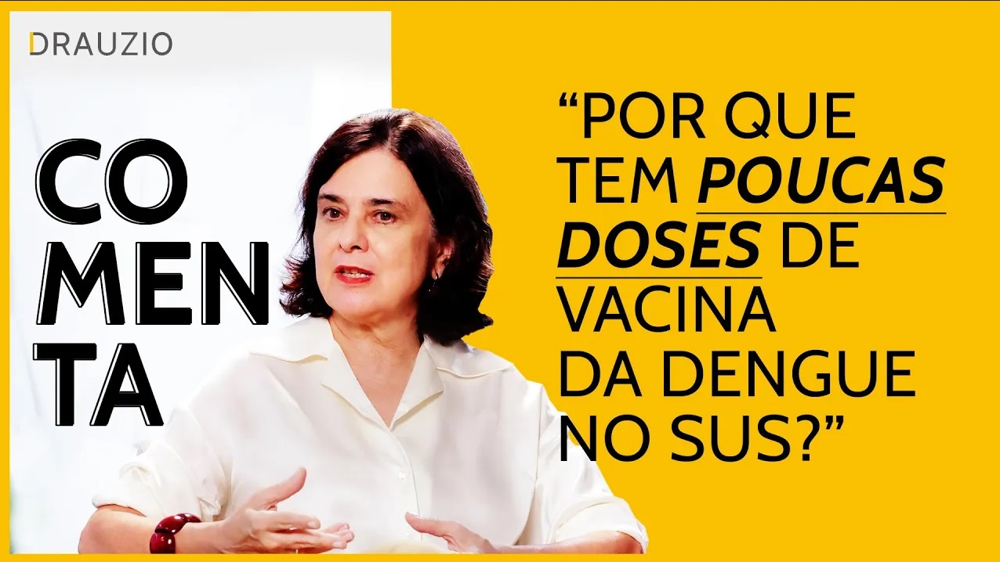 DRAUZIO
CO
MEN
TA
“POR QUE
TEM POUCAS
DOSES DE
VACINA
DA DENGUE
NO SUS?”